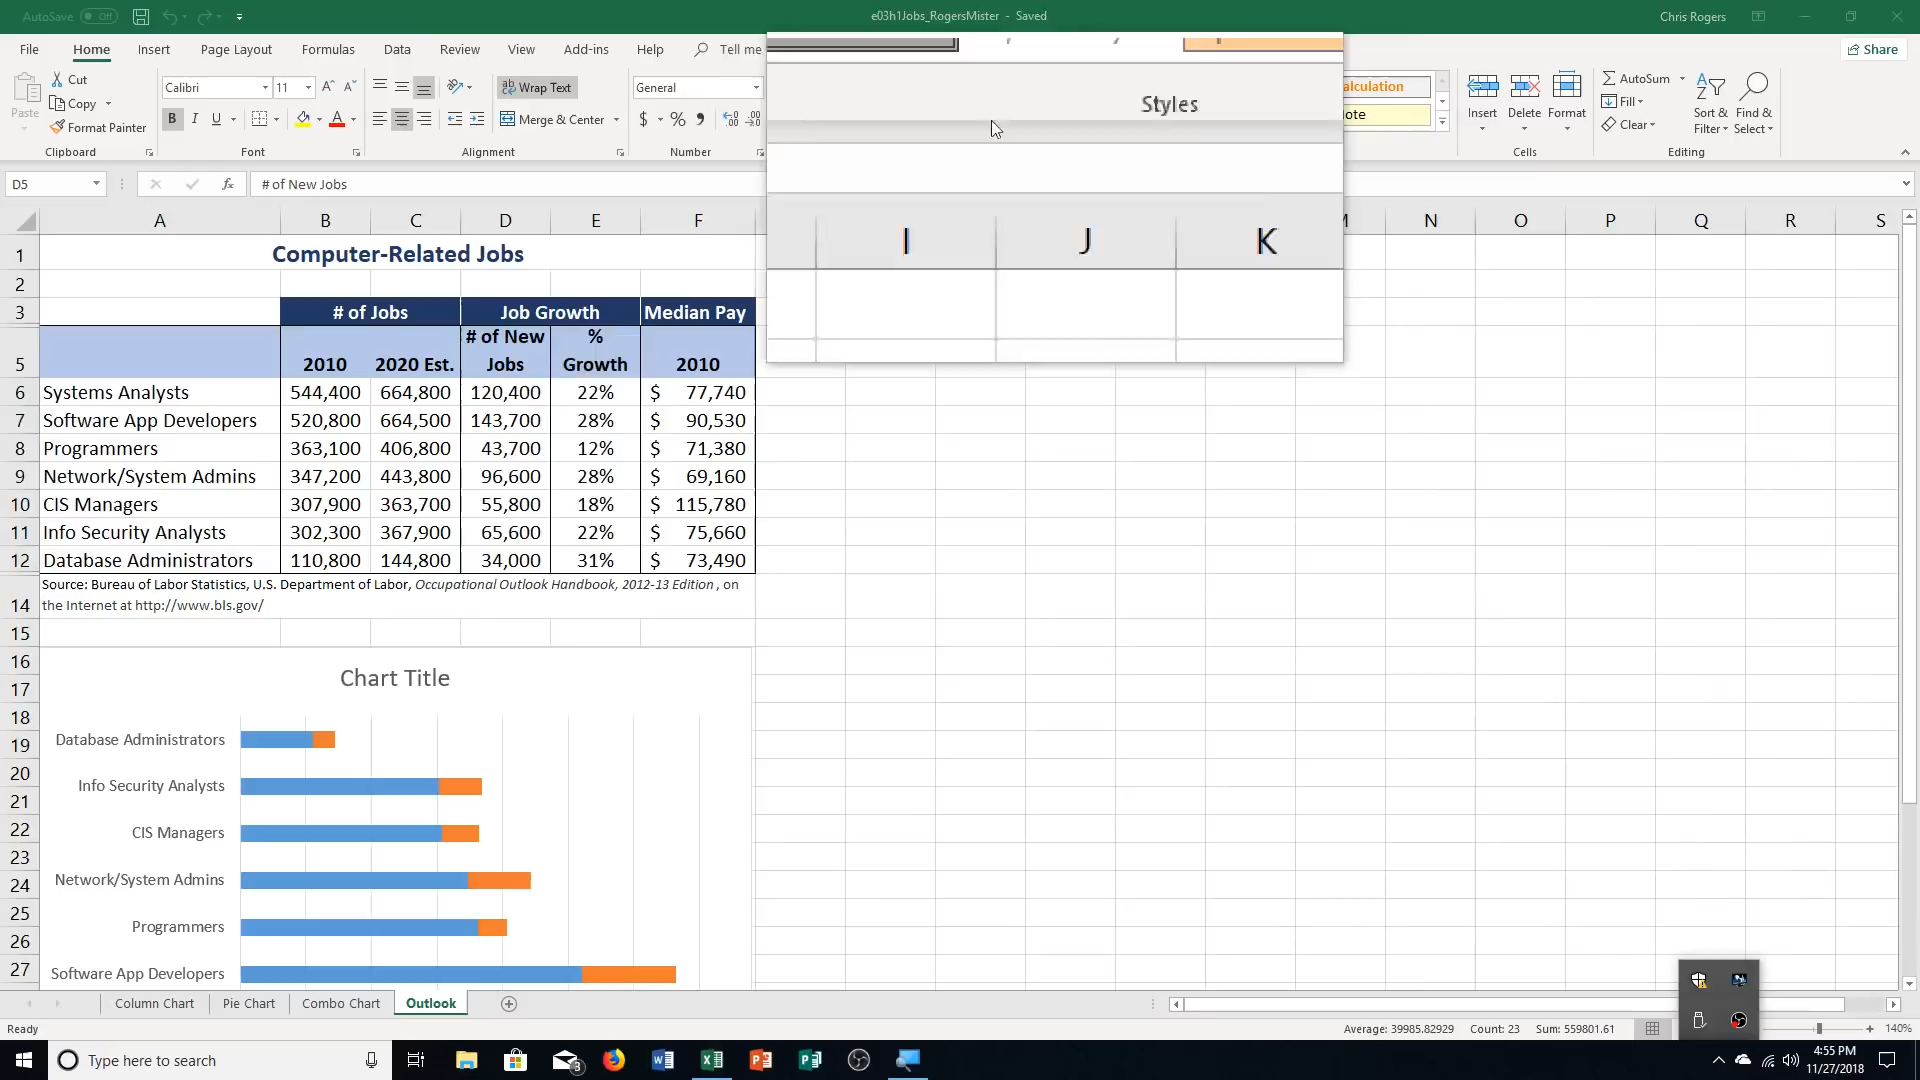 AutoSave Off
e03h1Jobs_RogersMister - Saved
Chris Rogers
File Home Insert Page Layout Formulas Data Review View Add-ins Help Tell me
Share
Paste
Cut
Copy
Format Painter
Clipboard
Calibri 11
B I U
Font
Wrap Text
Merge & Center
Alignment
General
$ % ,
Number
Styles
Insert Delete Format
Cells
AutoSum
Fill
Clear
Sort & Filter
Find & Select
Editing
D5
fx # of New Jobs
A B C D E F I J K N O P Q R S
1 Computer-Related Jobs
2
3 # of Jobs Job Growth Median Pay
5 2010 2020 Est. # of New Jobs % Growth 2010
6 Systems Analysts 544,400 664,800 120,400 22% $ 77,740
7 Software App Developers 520,800 664,500 143,700 28% $ 90,530
8 Programmers 363,100 406,800 43,700 12% $ 71,380
9 Network/System Admins 347,200 443,800 96,600 28% $ 69,160
10 CIS Managers 307,900 363,700 55,800 18% $ 115,780
11 Info Security Analysts 302,300 367,900 65,600 22% $ 75,660
12 Database Administrators 110,800 144,800 34,000 31% $ 73,490
Source: Bureau of Labor Statistics, U.S. Department of Labor, Occupational Outlook Handbook, 2012-13 Edition , on
14 the Internet at http://www.bls.gov/
15
16
Chart Title
17
18
19 Database Administrators
20
21 Info Security Analysts
22 CIS Managers
23
24 Network/System Admins
25
26 Programmers
27 Software App Developers
Column Chart Pie Chart Combo Chart Outlook
Ready
Average: 39985.82929 Count: 23 Sum: 559801.61
140%
Type here to search
3
4:55 PM
11/27/2018